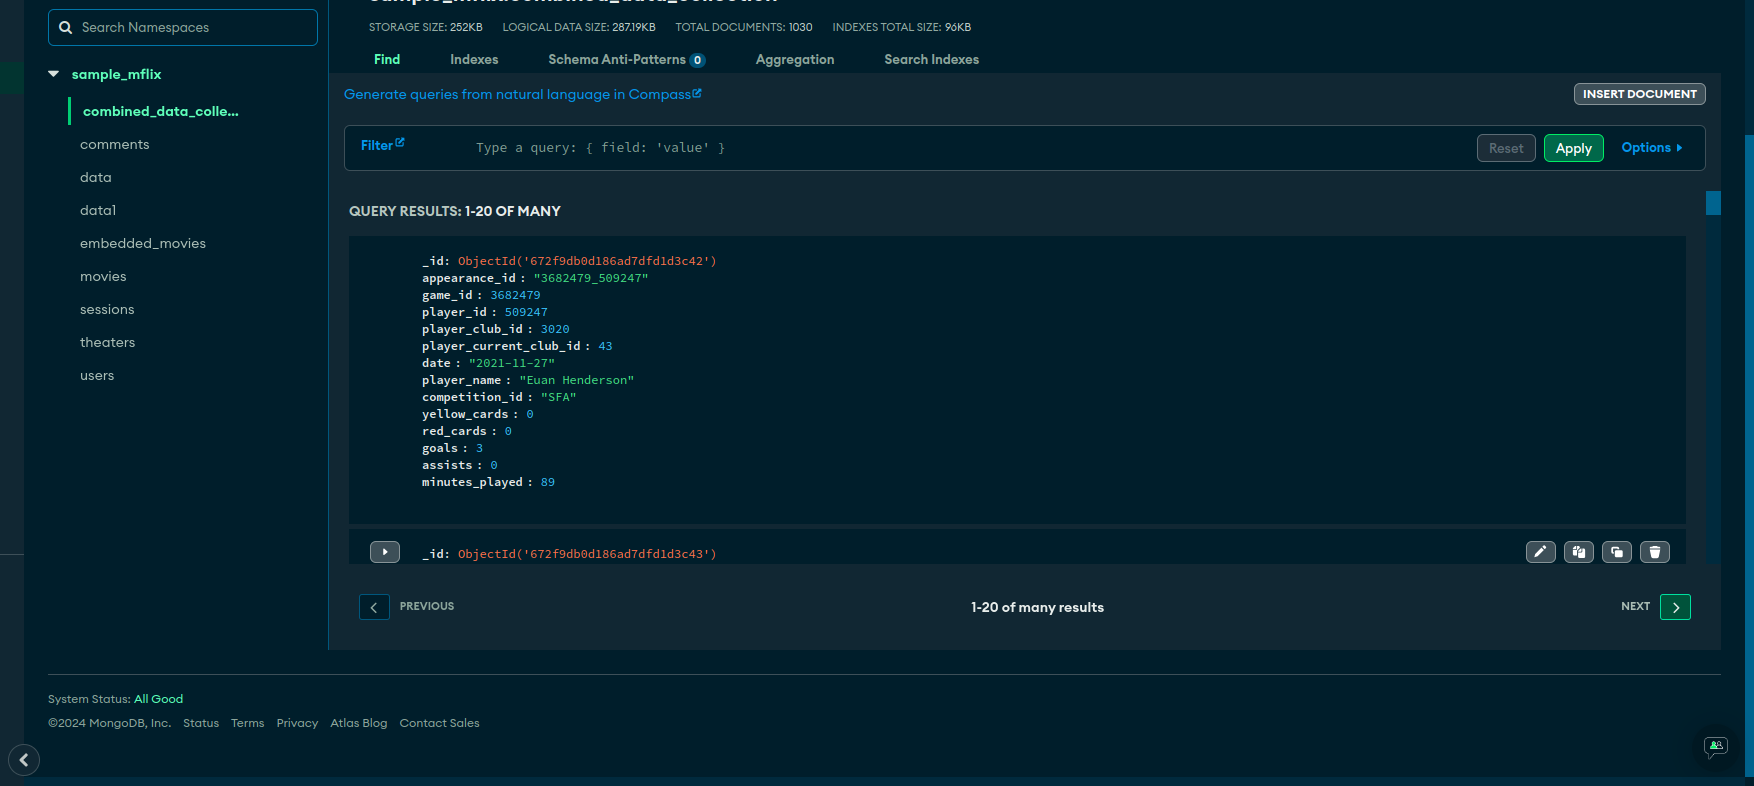 Search Namespaces
sample_mflix
combined_data_colle...
comments
data
data1
embedded_movies
movies
sessions
theaters
users
STORAGE SIZE: 252KB LOGICAL DATA SIZE: 287.19KB TOTAL DOCUMENTS: 1030 INDEXES TOTAL SIZE: 96KB
Find Indexes Schema Anti-Patterns 0 Aggregation Search Indexes
Generate queries from natural language in Compass
INSERT DOCUMENT
Filter Type a query: { field: 'value' } Reset Apply Options
QUERY RESULTS: 1-20 OF MANY
_id: ObjectId('672f9db0d186ad7dfd1d3c42')
appearance_id : "3682479_509247"
game_id : 3682479
player_id : 509247
player_club_id : 3020
player_current_club_id : 43
date : "2021-11-27"
player_name : "Euan Henderson"
competition_id : "SFA"
yellow_cards : 0
red_cards : 0
goals : 3
assists : 0
minutes_played : 89
_id: ObjectId('672f9db0d186ad7dfd1d3c43')
PREVIOUS 1-20 of many results NEXT
System Status: All Good
©2024 MongoDB, Inc. Status Terms Privacy Atlas Blog Contact Sales